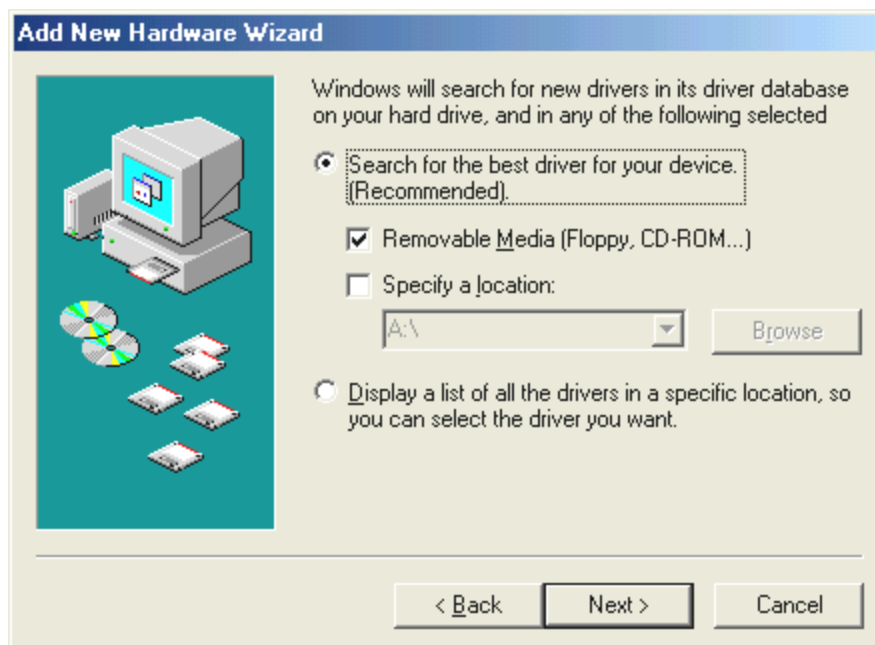 Add New Hardware Wizard
Windows will search for new drivers in its driver database
on your hard drive, and in any of the following selected
Search for the best driver for your device.
(Recommended).
Removable Media (Floppy, CD-ROM...)
Specify a location:
A:\
Browse
Display a list of all the drivers in a specific location, so
you can select the driver you want.
< Back
Next >
Cancel